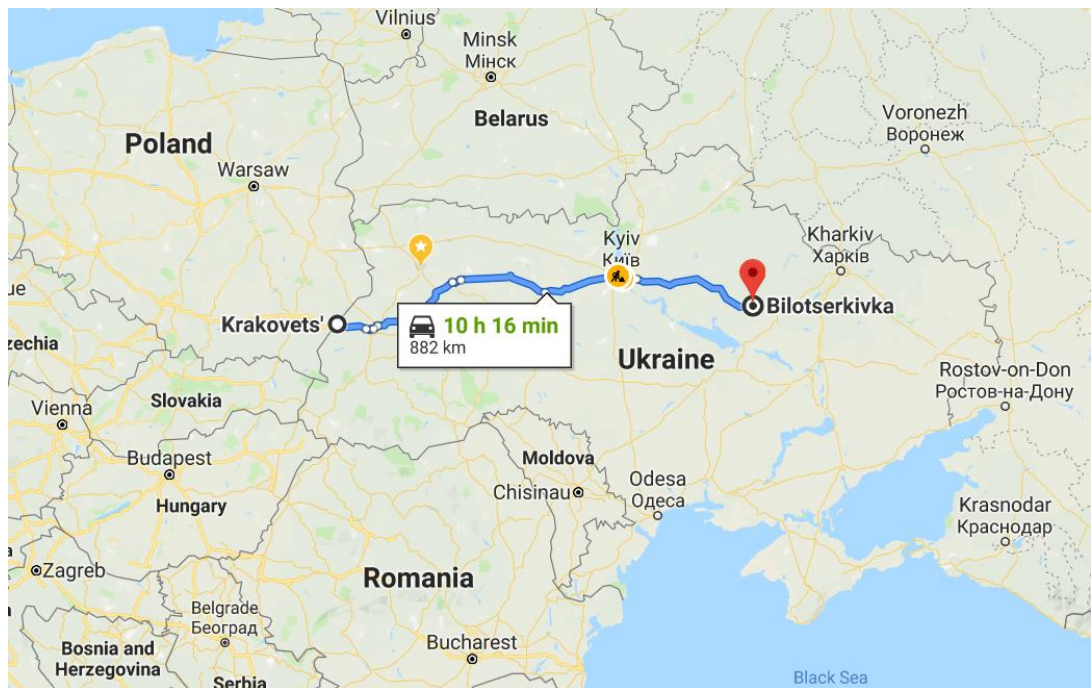 Vilnius
Minsk
Мінск
Belarus
Voronezh
Воронеж
Poland
Warsaw
Kyiv
Київ
Kharkiv
Харків
ue
Krakovets'
Bilotserkivka
10 h 16 min
882 km
zechia
Ukraine
Rostov-on-Don
Ростов-на-Дону
Slovakia
Vienna
Budapest
Moldova
Hungary
Chisinau
Odesa
Одеса
Krasnodar
Краснодар
Zagreb
Romania
Belgrade
Београд
Bucharest
Bosnia and
Herzegovina
Serbia
Black Sea